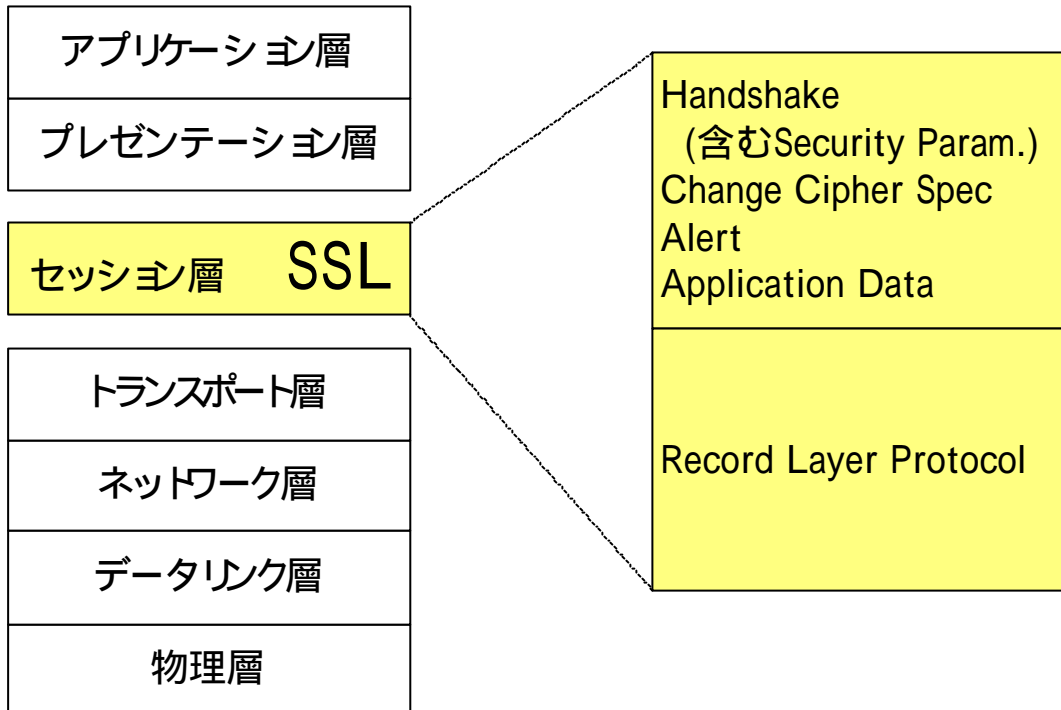 アプリケーション層
プレゼンテーション層
セッション層 SSL
トランスポート層
ネットワーク層
データリンク層
物理層
Handshake
(含むSecurity Param.)
Change Cipher Spec
Alert
Application Data
Record Layer Protocol